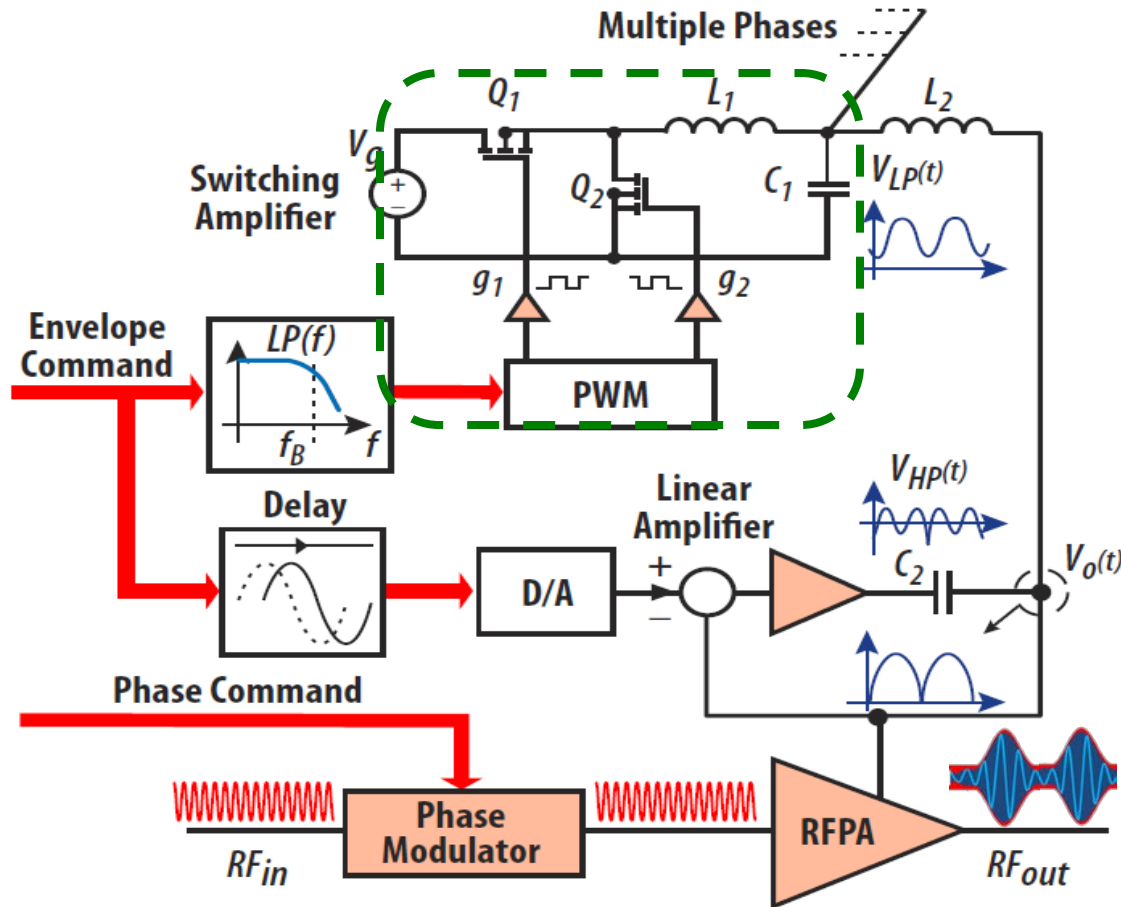 Multiple Phases
Q1
L1
L2
Vg
+
−
Q2
C1
VLP(t)
Switching
Amplifier
g1
g2
Envelope
Command
LP(f)
fB
f
PWM
Delay
Linear
Amplifier
VHP(t)
D/A
+
−
C2
Vo(t)
Phase Command
Phase
Modulator
RFPA
RFin
RFout